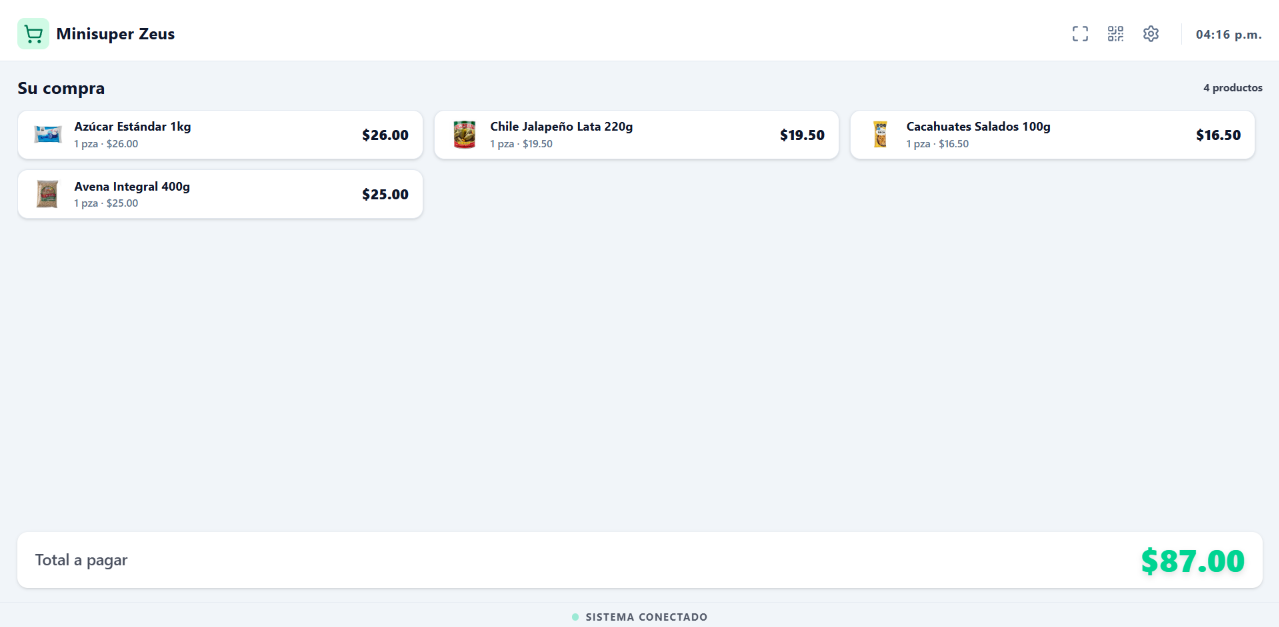 Minisuper Zeus
04:16 p.m.
Su compra
4 productos
Azúcar Estándar 1kg
1 pza · $26.00
$26.00
Chile Jalapeño Lata 220g
1 pza · $19.50
$19.50
Cacahuates Salados 100g
1 pza · $16.50
$16.50
Avena Integral 400g
1 pza · $25.00
$25.00
Total a pagar
$87.00
SISTEMA CONECTADO